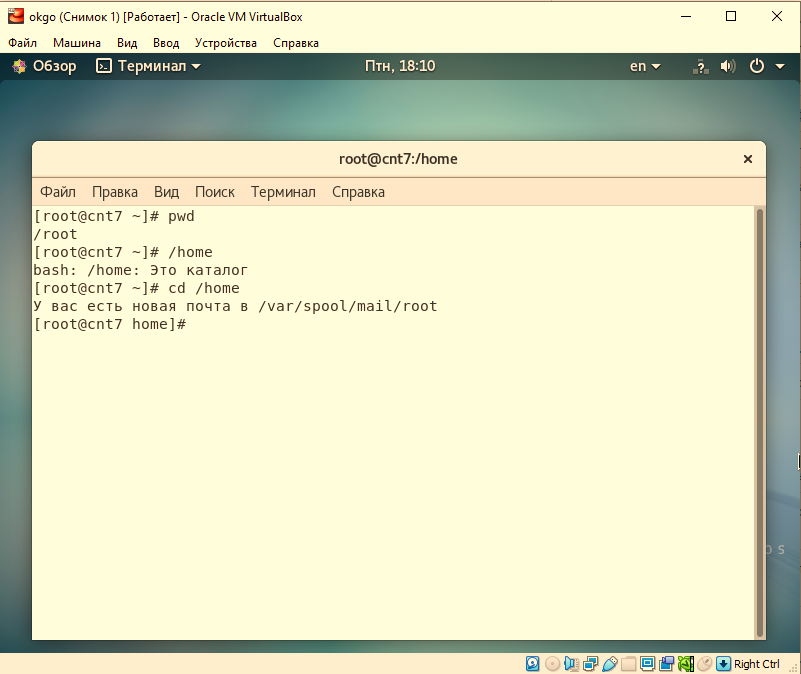 okgo (Снимок 1) [Работает] - Oracle VM VirtualBox
Файл Машина Вид Ввод Устройства Справка
Обзор Терминал Птн, 18:10 en ?
root@cnt7:/home
Файл Правка Вид Поиск Терминал Справка
[root@cnt7 ~]# pwd
/root
[root@cnt7 ~]# /home
bash: /home: Это каталог
[root@cnt7 ~]# cd /home
У вас есть новая почта в /var/spool/mail/root
[root@cnt7 home]#
OS
Right Ctrl